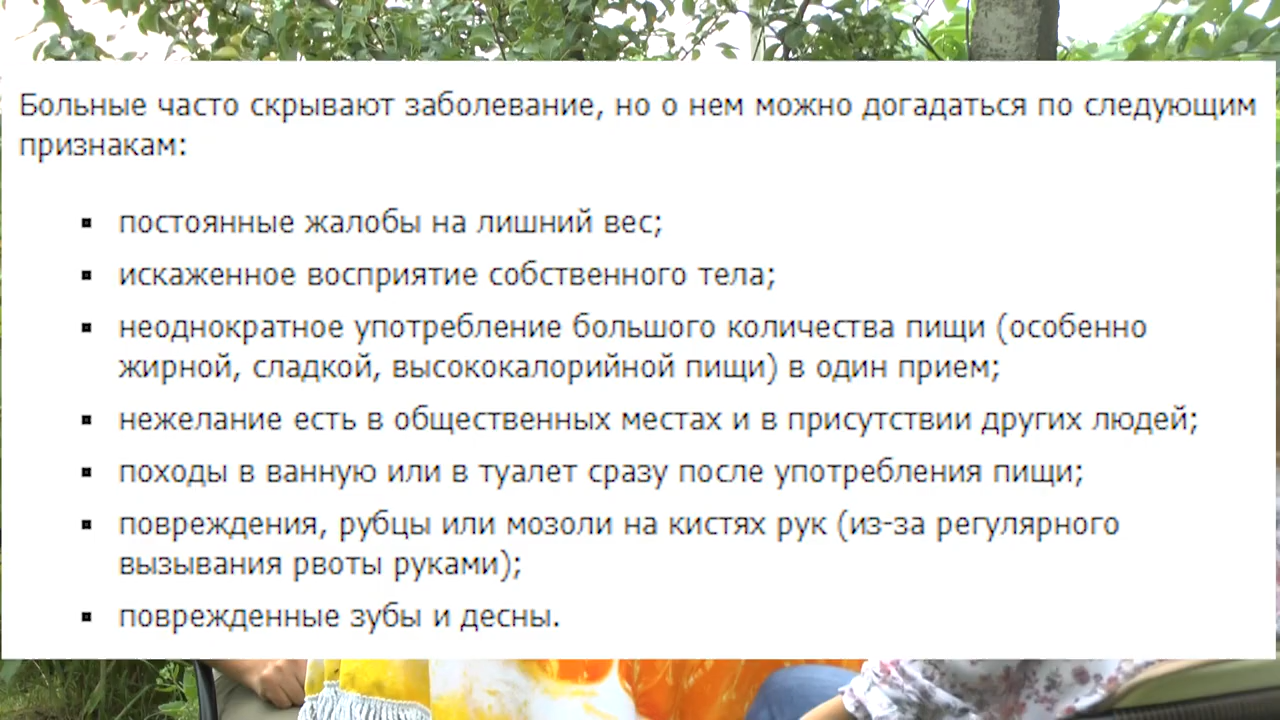 Больные часто скрывают заболевание, но о нем можно догадаться по следующим
признакам:
постоянные жалобы на лишний вес;
искаженное восприятие собственного тела;
неоднократное употребление большого количества пищи (особенно
жирной, сладкой, высококалорийной пищи) в один прием;
нежелание есть в общественных местах и в присутствии других людей;
походы в ванную или в туалет сразу после употребления пищи;
повреждения, рубцы или мозоли на кистях рук (из-за регулярного
вызывания рвоты руками);
поврежденные зубы и десны.